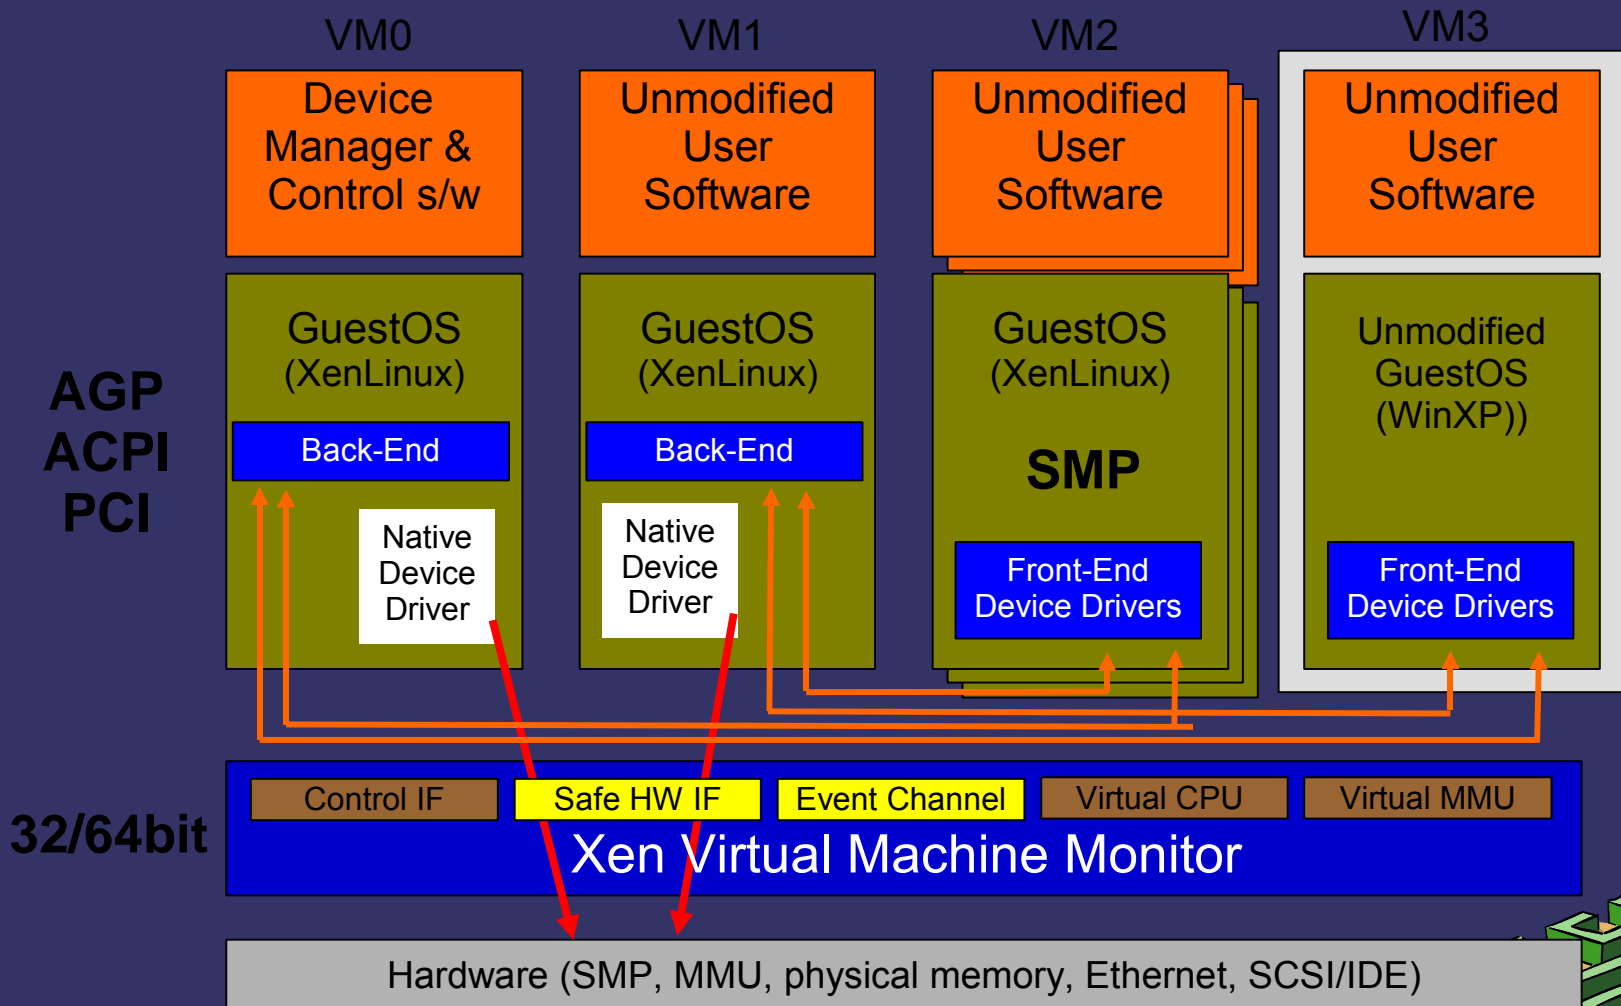 VM0
VM1
VM2
VM3
Device
Manager &
Control s/w
Unmodified
User
Software
Unmodified
User
Software
Unmodified
User
Software
AGP
ACPI
PCI
GuestOS
(XenLinux)
Back-End
Native
Device
Driver
GuestOS
(XenLinux)
Back-End
Native
Device
Driver
GuestOS
(XenLinux)
SMP
Front-End
Device Drivers
Unmodified
GuestOS
(WinXP))
Front-End
Device Drivers
32/64bit
Control IF
Safe HW IF
Event Channel
Virtual CPU
Virtual MMU
Xen Virtual Machine Monitor
Hardware (SMP, MMU, physical memory, Ethernet, SCSI/IDE)